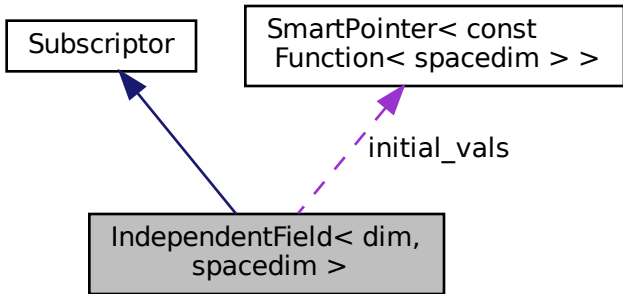 Subscriptor
SmartPointer< const
Function< spacedim > >
initial_vals
IndependentField< dim,
spacedim >